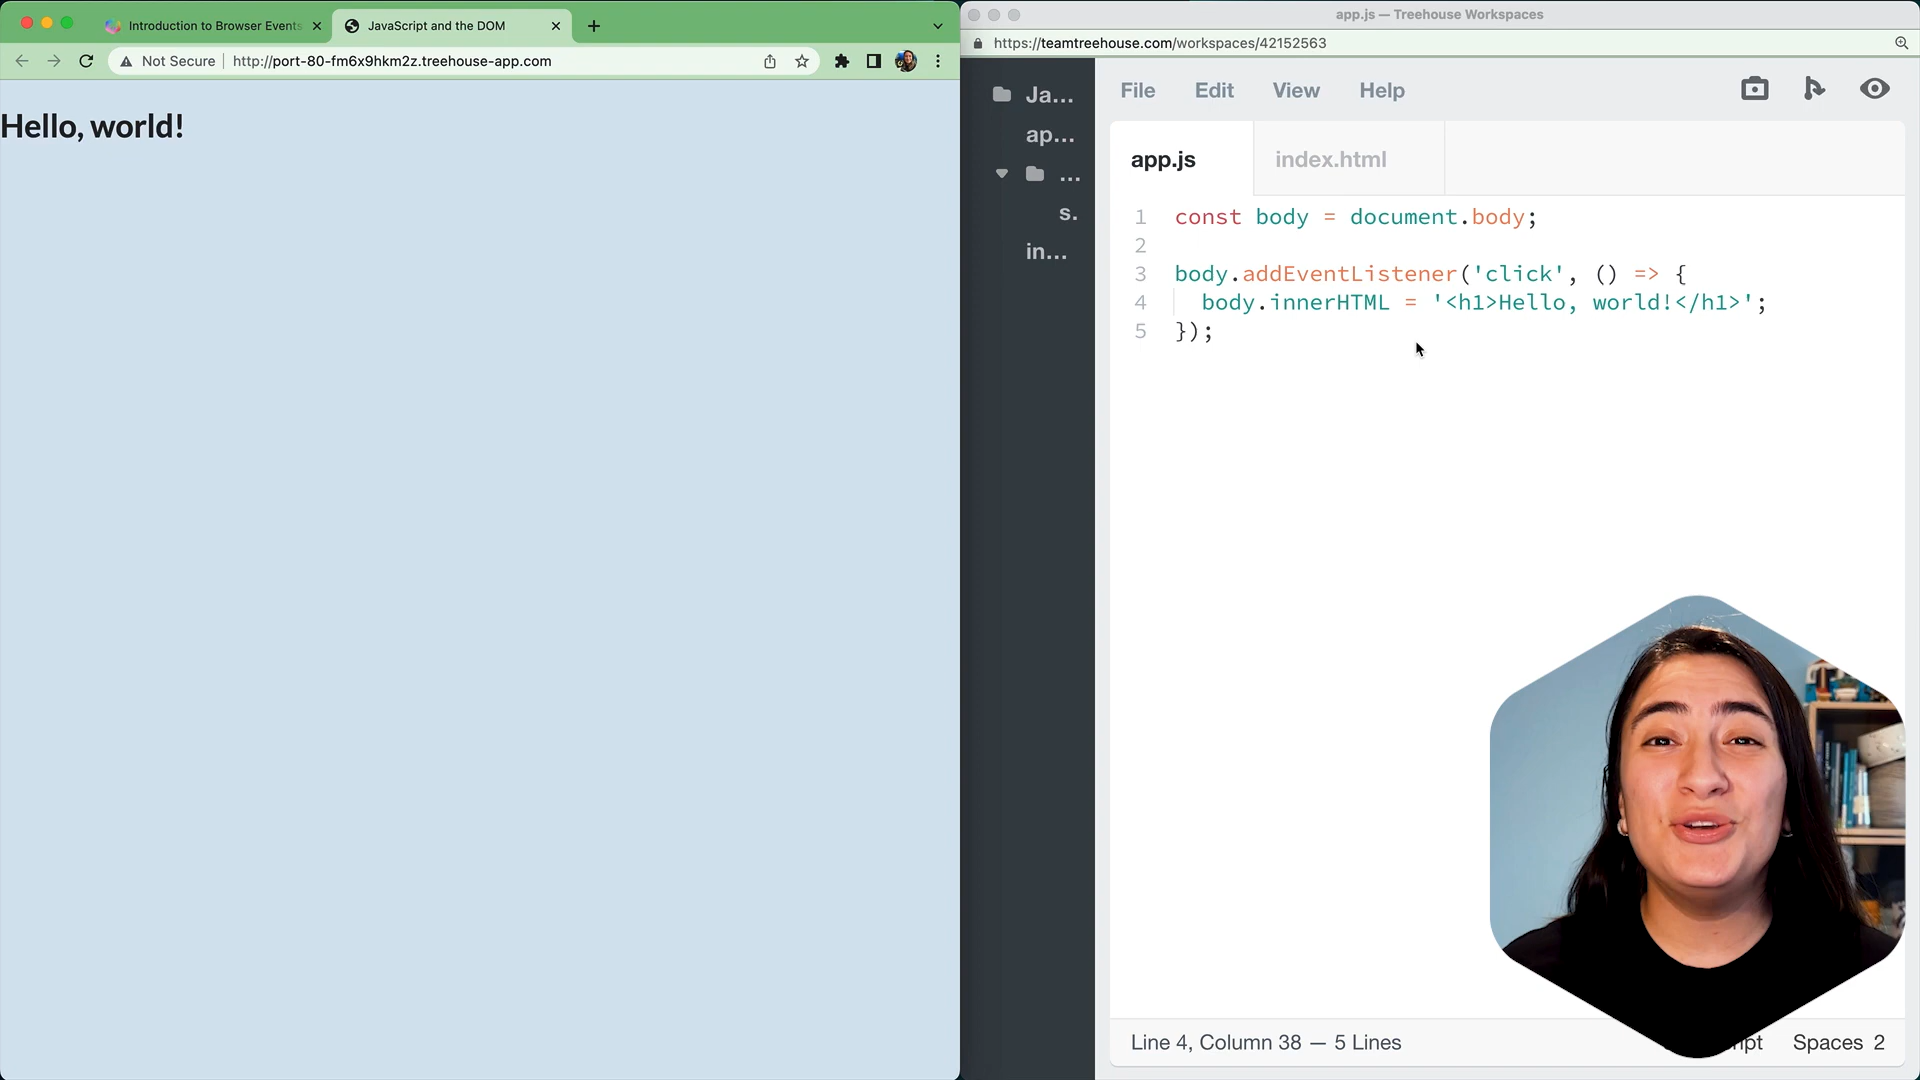 Introduction to Browser Events
JavaScript and the DOM
Not Secure
http://port-80-fm6x9hkm2z.treehouse-app.com
Hello, world!
app.js — Treehouse Workspaces
https://teamtreehouse.com/workspaces/42152563
Ja...
ap...
...
s.
in...
File Edit View Help
app.js
index.html
1 const body = document.body;
2
3 body.addEventListener('click', () => {
4 body.innerHTML = '<h1>Hello, world!</h1>';
5 });
Line 4, Column 38 — 5 Lines
Spaces 2